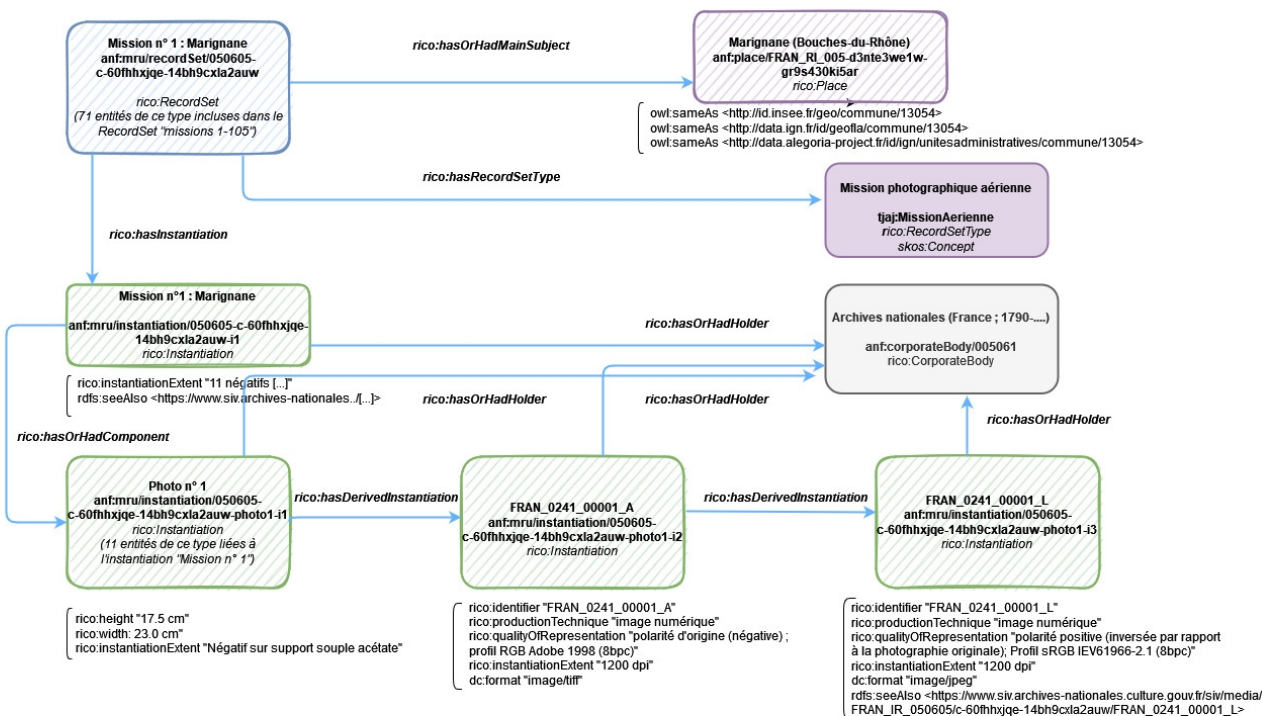 Mission n° 1 : Marignane
anf:mru/recordSet/050605-
c-60fhhxjqe-14bh9cxla2auw
rico:RecordSet
(71 entités de ce type incluses dans le
RecordSet "missions 1-105")
rico:hasOrHadMainSubject
Marignane (Bouches-du-Rhône)
anf:place/FRAN_RI_005-d3nte3we1w-
gr9s430ki5ar
rico:Place
owl:sameAs <http://id.insee.fr/geo/commune/13054>
owl:sameAs <http://data.ign.fr/id/geofla/commune/13054>
owl:sameAs <http://data.alegoria-project.fr/id/ign/unitesadministratives/commune/13054>
rico:hasRecordSetType
Mission photographique aérienne
tjaj:MissionAerienne
rico:RecordSetType
skos:Concept
rico:hasInstantiation
Mission n°1 : Marignane
anf:mru/instantiation/050605-c-60fhhxjqe-
14bh9cxla2auw-i1
rico:Instantiation
rico:instantiationExtent "11 négatifs [...]"
rdfs:seeAlso <https://www.siv.archives-nationales../[...]>
rico:hasOrHadHolder
Archives nationales (France ; 1790-....)
anf:corporateBody/005061
rico:CorporateBody
rico:hasOrHadHolder
rico:hasOrHadHolder
rico:hasOrHadHolder
rico:hasOrHadComponent
Photo n° 1
anf:mru/instantiation/050605-
c-60fhhxjqe-14bh9cxla2auw-photo1-i1
rico:Instantiation
(11 entités de ce type liées à
l'instantiation "Mission n° 1")
rico:hasDerivedInstantiation
FRAN_0241_00001_A
anf:mru/instantiation/050605-
c-60fhhxjqe-14bh9cxla2auw-photo1-i2
rico:Instantiation
rico:hasDerivedInstantiation
FRAN_0241_00001_L
anf:mru/instantiation/050605-
c-60fhhxjqe-14bh9cxla2auw-photo1-i3
rico:Instantiation
rico:height "17.5 cm"
rico:width: 23.0 cm"
rico:instantiationExtent "Négatif sur support souple acétate"
rico:identifier "FRAN_0241_00001_A"
rico:productionTechnique "image numérique"
rico:qualityOfRepresentation "polarité d'origine (négative) ;
profil RGB Adobe 1998 (8bpc)"
rico:instantiationExtent "1200 dpi"
dc:format "image/tiff"
rico:identifier "FRAN_0241_00001_L"
rico:productionTechnique "image numérique"
rico:qualityOfRepresentation "polarité positive (inversée par rapport
à la photographie originale); Profil sRGB IEV61966-2.1 (8bpc)"
rico:instantiationExtent "1200 dpi"
dc:format "image/jpeg"
rdfs:seeAlso <https://www.siv.archives-nationales.culture.gouv.fr/siv/media/
FRAN_IR_050605/c-60fhhxjqe-14bh9cxla2auw/FRAN_0241_00001_L>